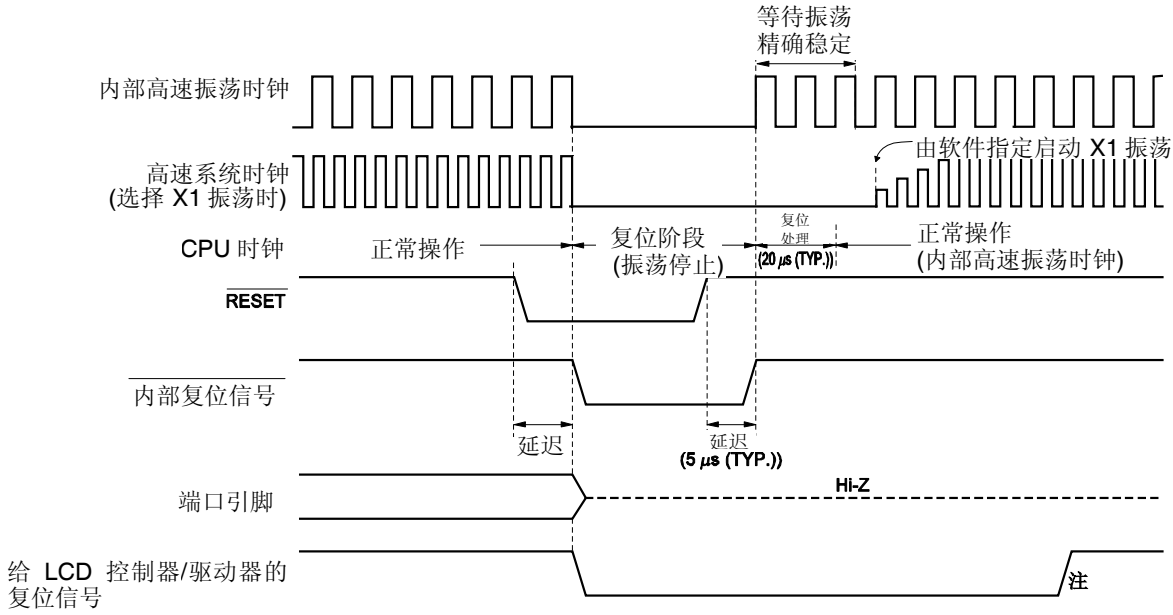 等待振荡
精确稳定
内部高速振荡时钟
由软件指定启动 X1 振荡
高速系统时钟
(选择 X1 振荡时)
CPU 时钟
正常操作
复位阶段
(振荡停止)
复位
处理
(20 μs (TYP.))
正常操作
(内部高速振荡时钟)
RESET
内部复位信号
延迟
延迟
(5 μs (TYP.))
端口引脚
Hi-Z
给 LCD 控制器/驱动器的
复位信号
注